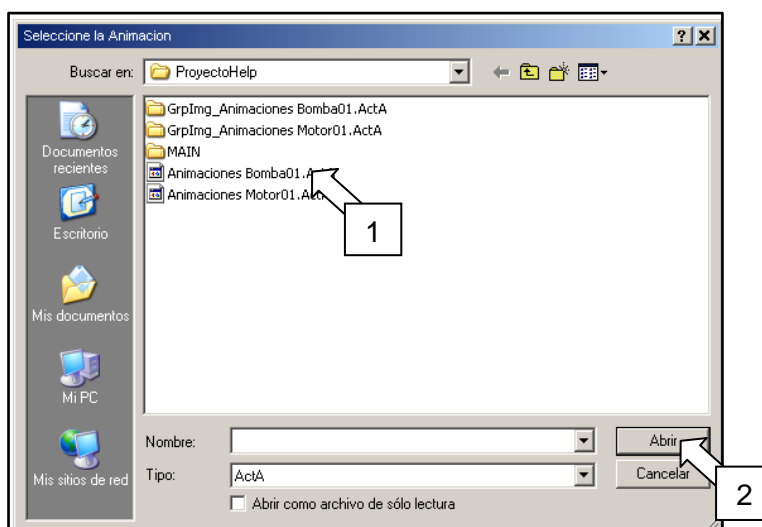 Seleccione la Animacion
Buscar en:
ProyectoHelp
Documentos
recientes
Escritorio
Mis documentos
Mi PC
Mis sitios de red
GrpImg_Animaciones Bomba01.ActA
GrpImg_Animaciones Motor01.ActA
MAIN
Animaciones Bomba01.
Animaciones Motor01.
1
Nombre:
Abrir
Tipo:
ActA
Cancelar
Abrir como archivo de sólo lectura
2